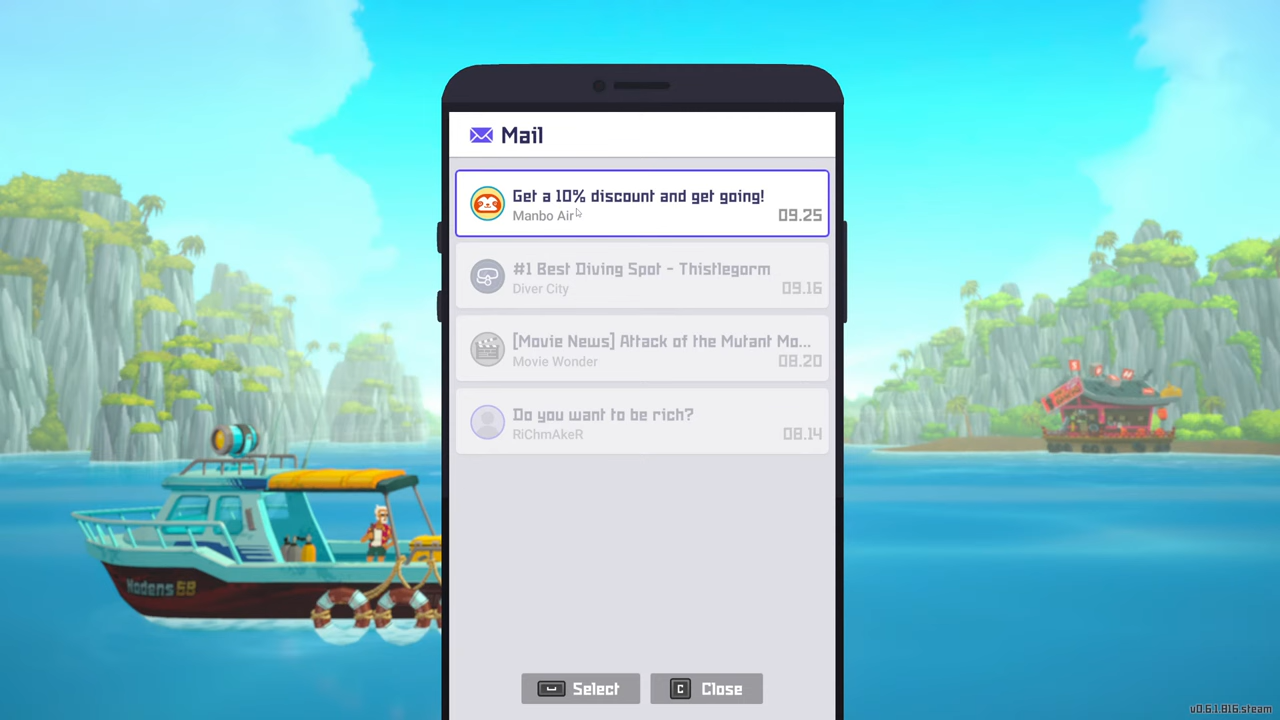 Mail
Get a 10% discount and get going!
Manbo Air
09.25
#1 Best Diving Spot - Thistlegorm
Diver City
09.16
[Movie News] Attack of the Mutant Mo...
Movie Wonder
08.20
Do you want to be rich?
RiChmAkeR
08.14
Nodens 68
Select
C Close
v0.6.1.816.steam